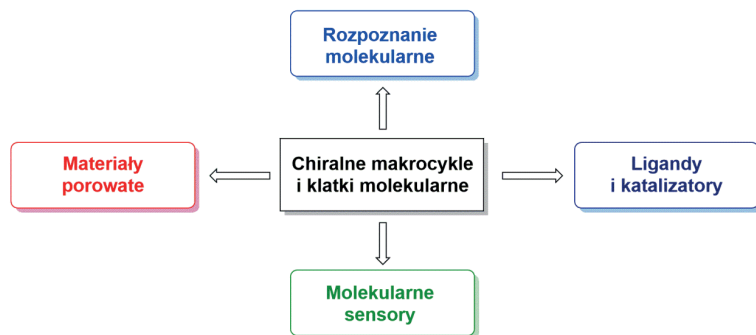 Rozpoznanie
molekularne
Materiały
porowate
Chiralne makrocykle
i klatki molekularne
Ligandy
i katalizatory
Molekularne
sensory